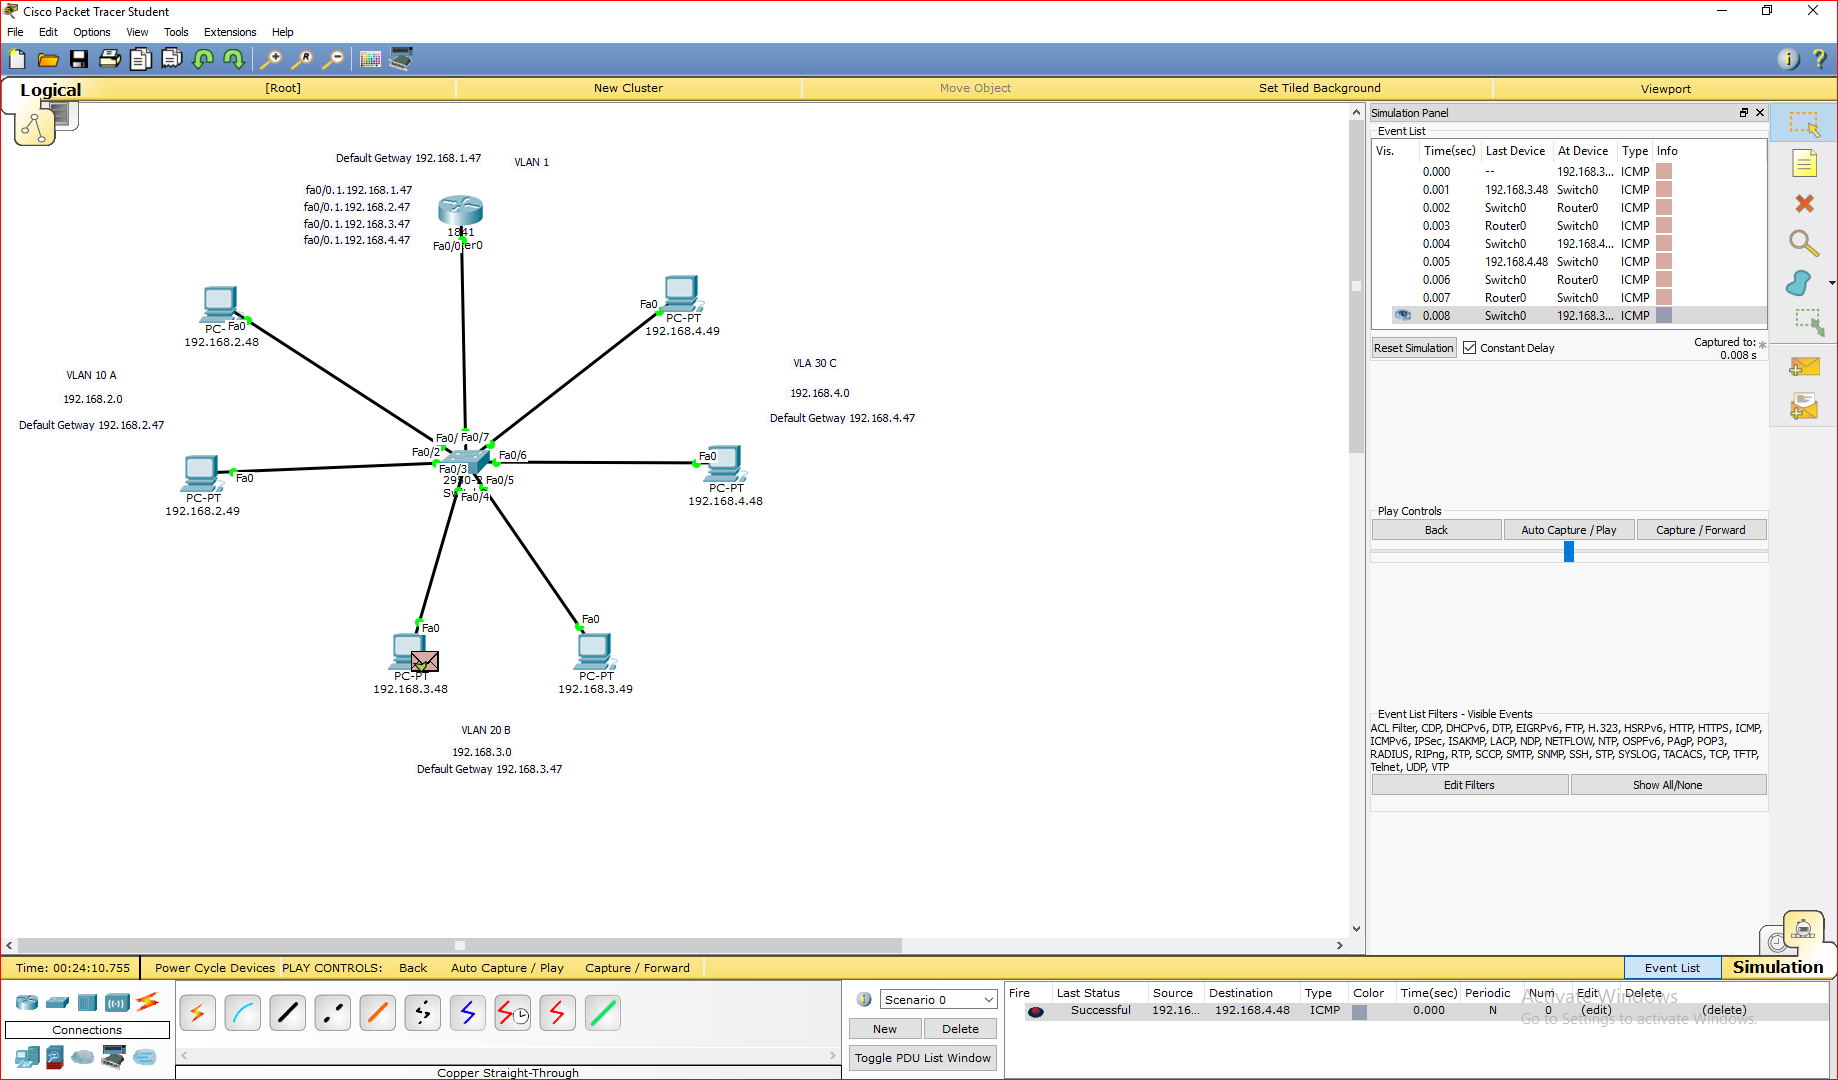 Cisco Packet Tracer Student
File Edit Options View Tools Extensions Help
Logical [Root] New Cluster Move Object Set Tiled Background Viewport
Default Getway 192.168.1.47
VLAN 1
fa0/0.1.192.168.1.47
fa0/0.1.192.168.2.47
fa0/0.1.192.168.3.47
fa0/0.1.192.168.4.47
1841
Fa0/0
er0
Fa0
PC-PT
192.168.4.49
PC-
Fa0
192.168.2.48
VLAN 10 A
192.168.2.0
Default Getway 192.168.2.47
VLA 30 C
192.168.4.0
Default Getway 192.168.4.47
Fa0/ Fa0/7
Fa0/2
Fa0/6
Fa0/3
Fa0/5
Fa0/4
Fa0
PC-PT
192.168.2.49
Fa0
PC-PT
192.168.4.48
Fa0
PC-PT
192.168.3.48
Fa0
PC-PT
192.168.3.49
VLAN 20 B
192.168.3.0
Default Getway 192.168.3.47
Simulation Panel
Event List
Vis. Time(sec) Last Device At Device Type Info
0.000 -- 192.168.3... ICMP
0.001 192.168.3.48 Switch0 ICMP
0.002 Switch0 Router0 ICMP
0.003 Router0 Switch0 ICMP
0.004 Switch0 192.168.4... ICMP
0.005 192.168.4.48 Switch0 ICMP
0.006 Switch0 Router0 ICMP
0.007 Router0 Switch0 ICMP
0.008 Switch0 192.168.3... ICMP
Reset Simulation Constant Delay Captured to: *
0.008 s
Play Controls
Back Auto Capture / Play Capture / Forward
Event List Filters - Visible Events
ACL Filter, CDP, DHCPv6, DTP, EIGRPv6, FTP, H.323, HSRPv6, HTTP, HTTPS, ICMP,
ICMPv6, IPSec, ISAKMP, LACP, NDP, NETFLOW, NTP, OSPFv6, PAgP, POP3,
RADIUS, RIPng, RTP, SCCP, SMTP, SNMP, SSH, STP, SYSLOG, TACACS, TCP, TFTP,
Telnet, UDP, VTP
Edit Filters Show All/None
Time: 00:24:10.755 Power Cycle Devices PLAY CONTROLS: Back Auto Capture / Play Capture / Forward Event List Simulation
Connections
Copper Straight-Through
Scenario 0
New Delete
Toggle PDU List Window
Fire Last Status Source Destination Type Color Time(sec) Periodic Num Edit Delete
Successful 192.16... 192.168.4.48 ICMP 0.000 N 0 (edit) (delete)
Activate Windows
Go to Settings to activate Windows.